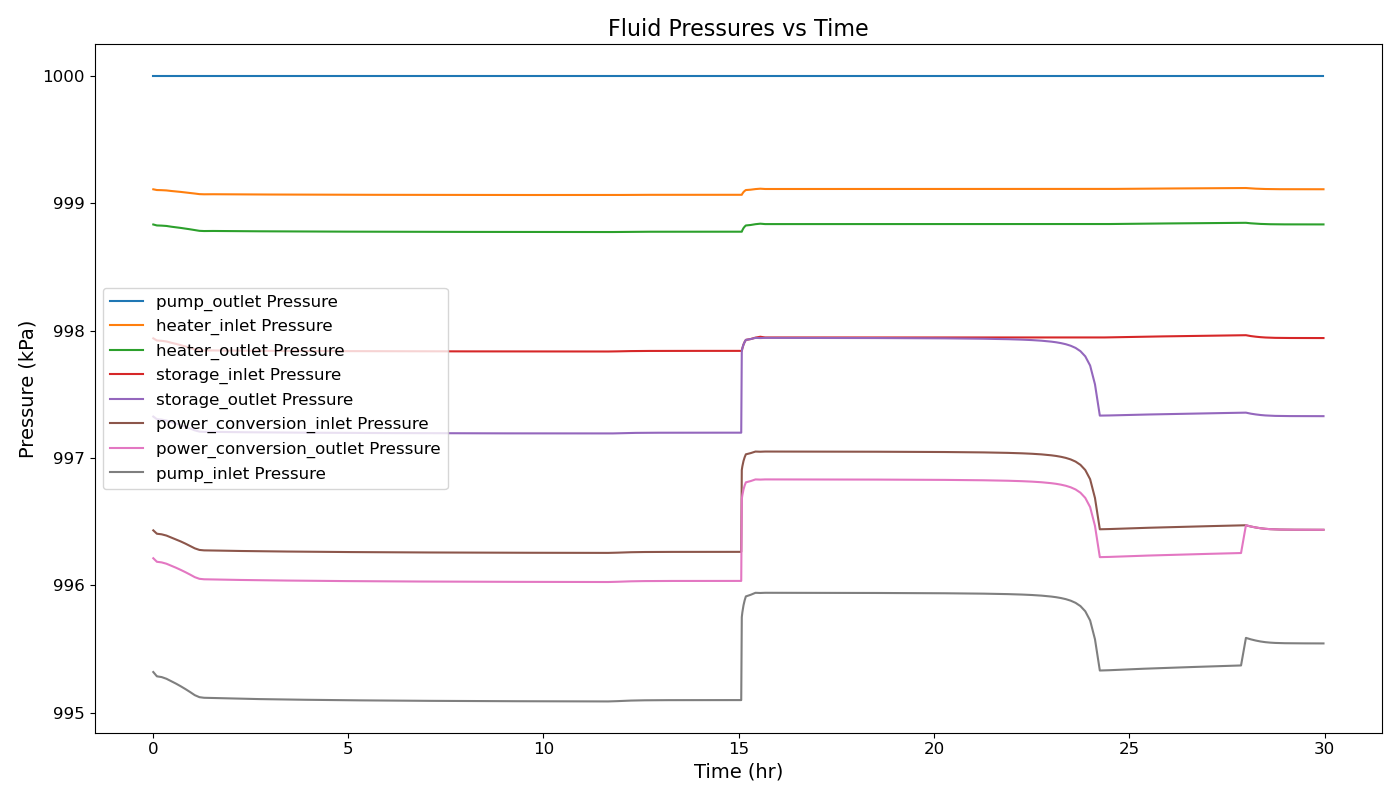 Fluid Pressures vs Time
Pressure (kPa)
1000
999
998
997
996
995
pump_outlet Pressure
heater_inlet Pressure
heater_outlet Pressure
storage_inlet Pressure
storage_outlet Pressure
power_conversion_inlet Pressure
power_conversion_outlet Pressure
pump_inlet Pressure
0 5 10 15 20 25 30
Time (hr)